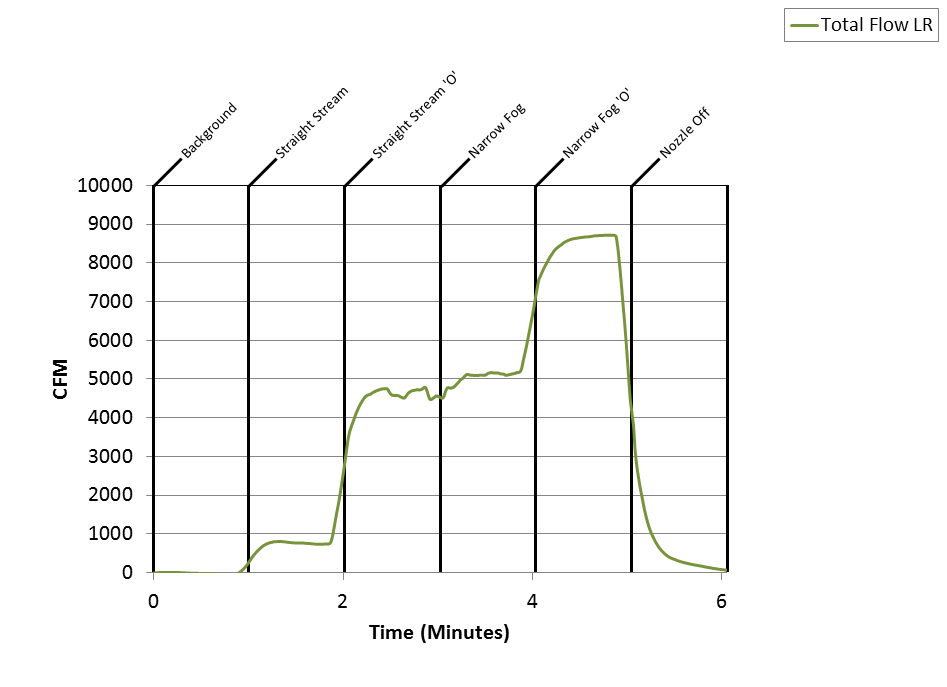 Total Flow LR
Background
Straight Stream
Straight Stream 'O'
Narrow Fog
Narrow Fog 'O'
Nozzle Off
10000
9000
8000
7000
6000
5000
4000
3000
2000
1000
0
CFM
0 2 4 6
Time (Minutes)